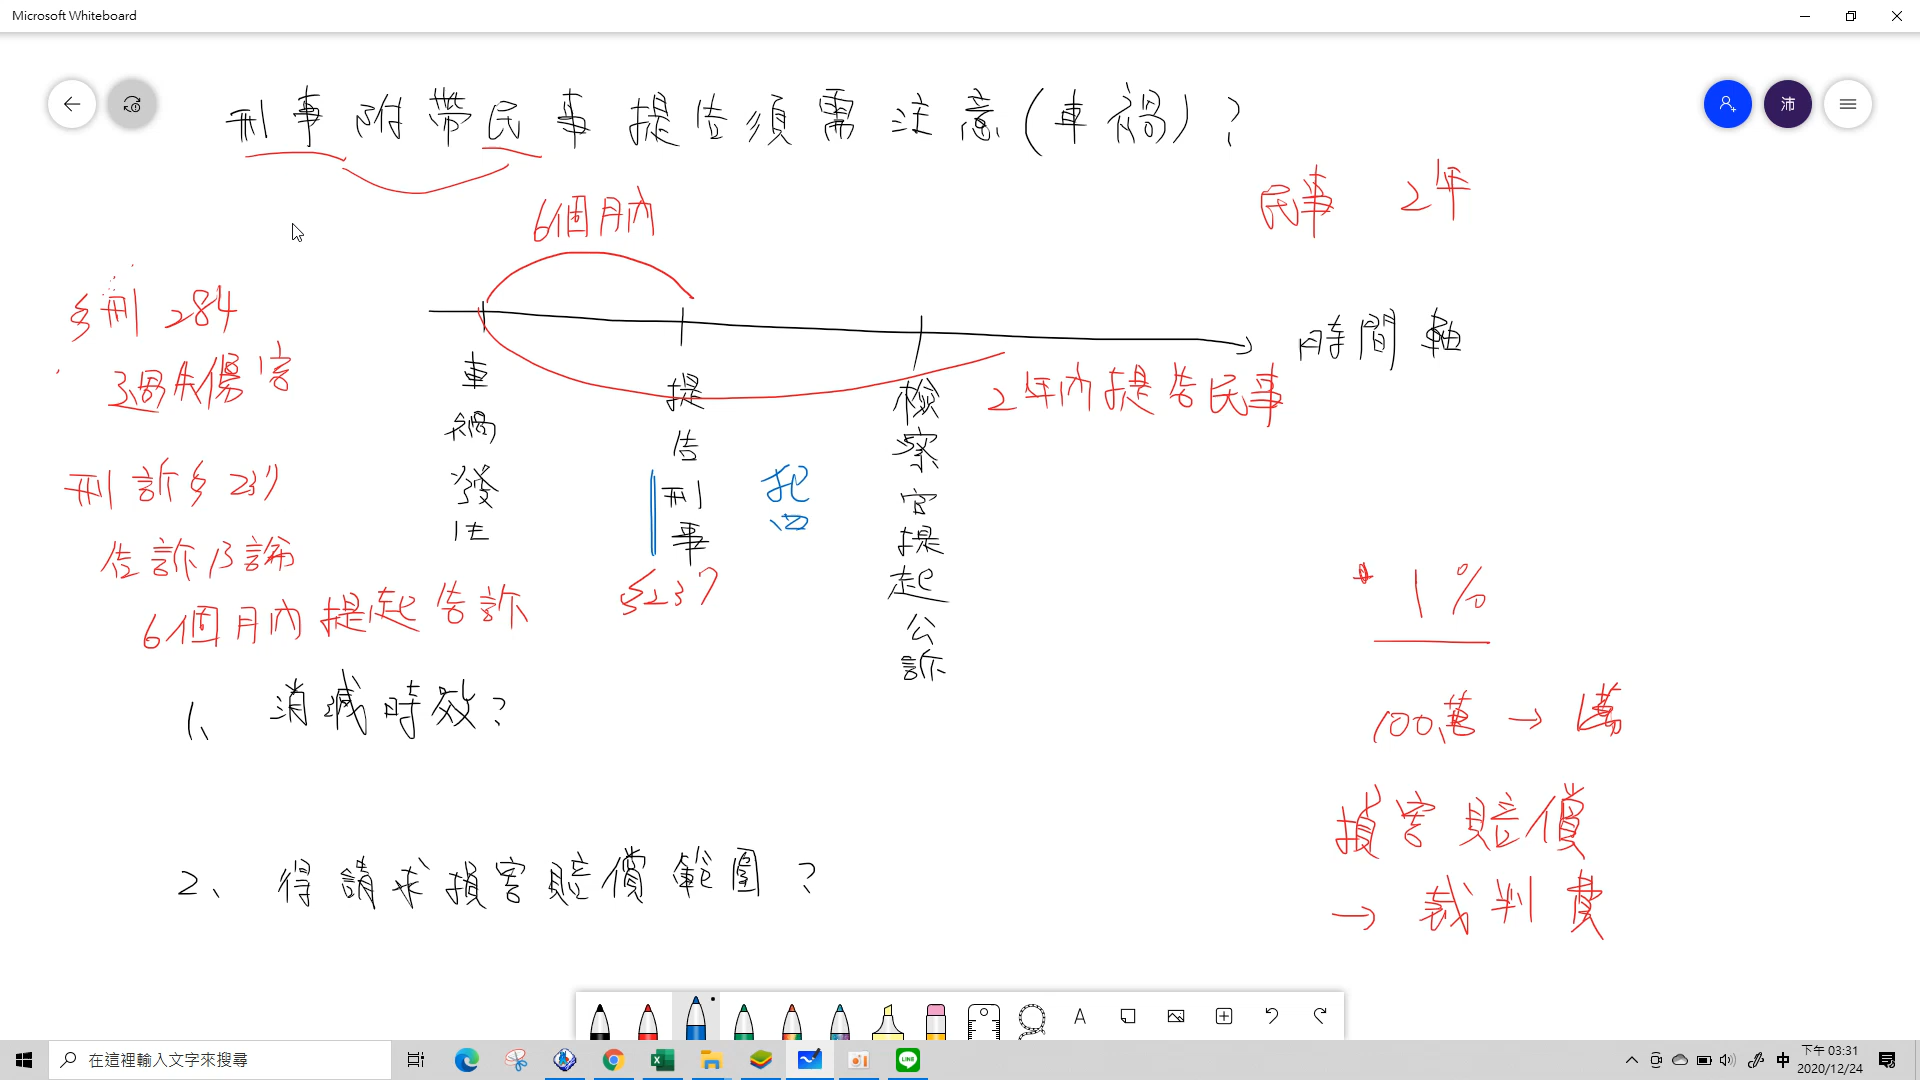 Microsoft Whiteboard
刑事附帶民事提告須需注意(車禍)?
沛
民事 2年
6個月內
§刑 284
過失傷害
刑訴§237
告訴乃論
6個月內提起告訴
時間軸
車禍發生
提告刑事
§237
檢察官提起公訴
2年內提告民事
1%
100萬→1萬
損害賠償
→裁判費
1、消滅時效?
2、得請求損害賠償範圍?
A
在這裡輸入文字來搜尋
中
下午 03:31
2020/12/24
LINE